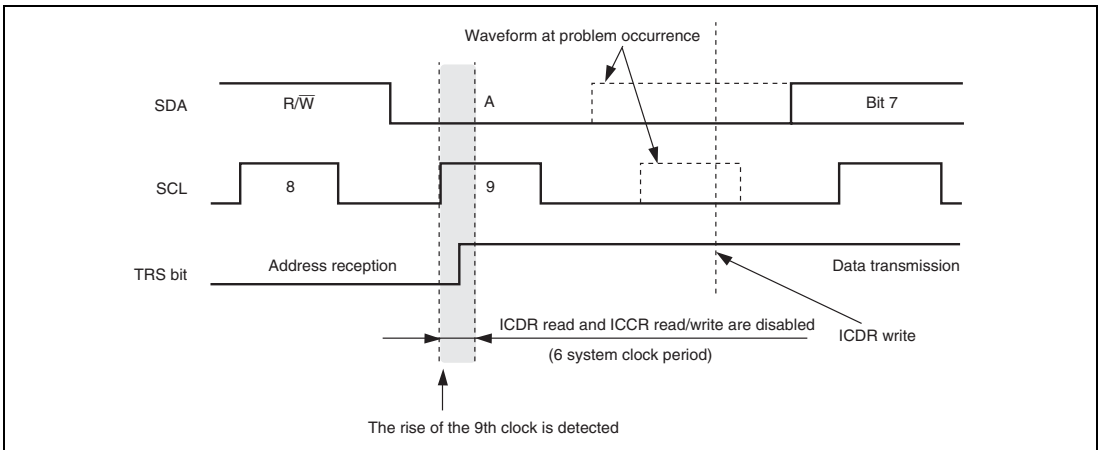 Waveform at problem occurrence
SDA
R/W̅
A
Bit 7
SCL
8
9
TRS bit
Address reception
Data transmission
ICDR read and ICCR read/write are disabled
(6 system clock period)
ICDR write
The rise of the 9th clock is detected